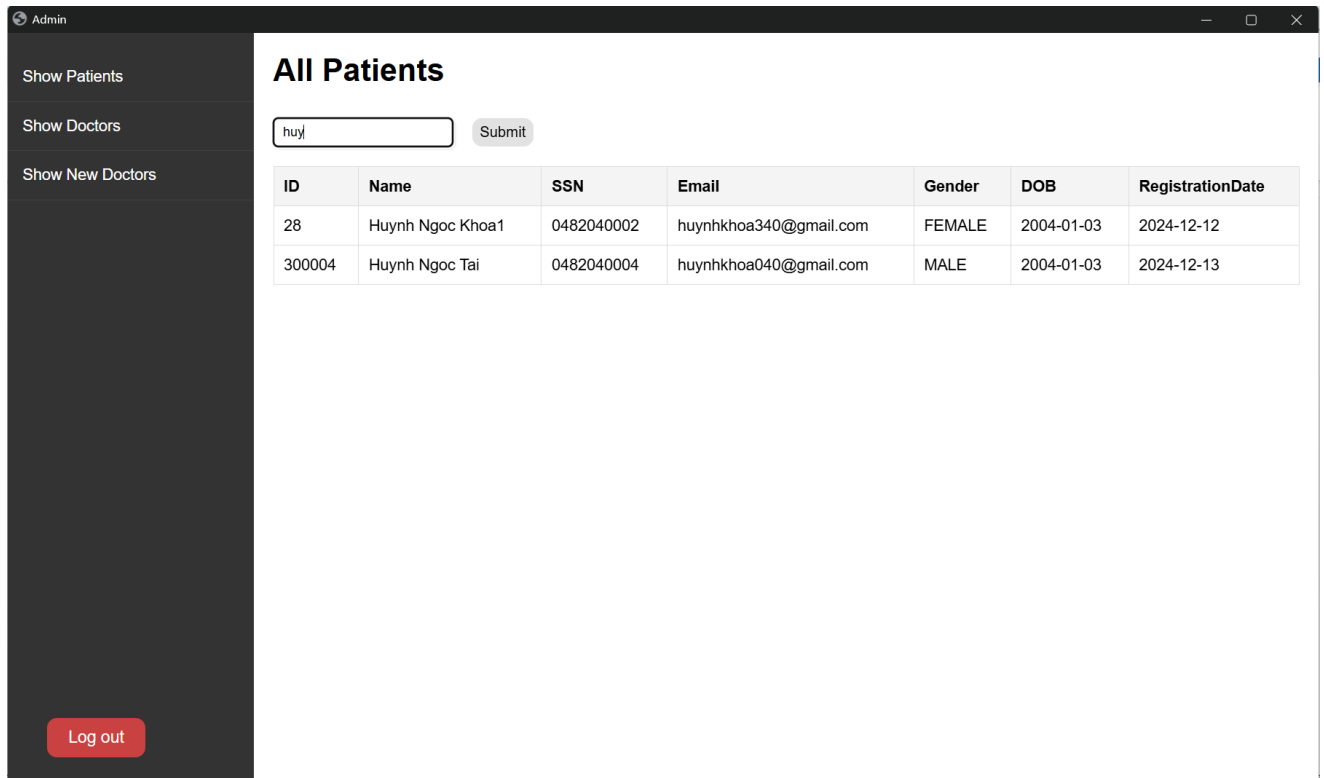 Admin
Show Patients
Show Doctors
Show New Doctors
All Patients
huy Submit
ID Name SSN Email Gender DOB RegistrationDate
28 Huynh Ngoc Khoa1 0482040002 huynhkhoa340@gmail.com FEMALE 2004-01-03 2024-12-12
300004 Huynh Ngoc Tai 0482040004 huynhkhoa040@gmail.com MALE 2004-01-03 2024-12-13
Log out